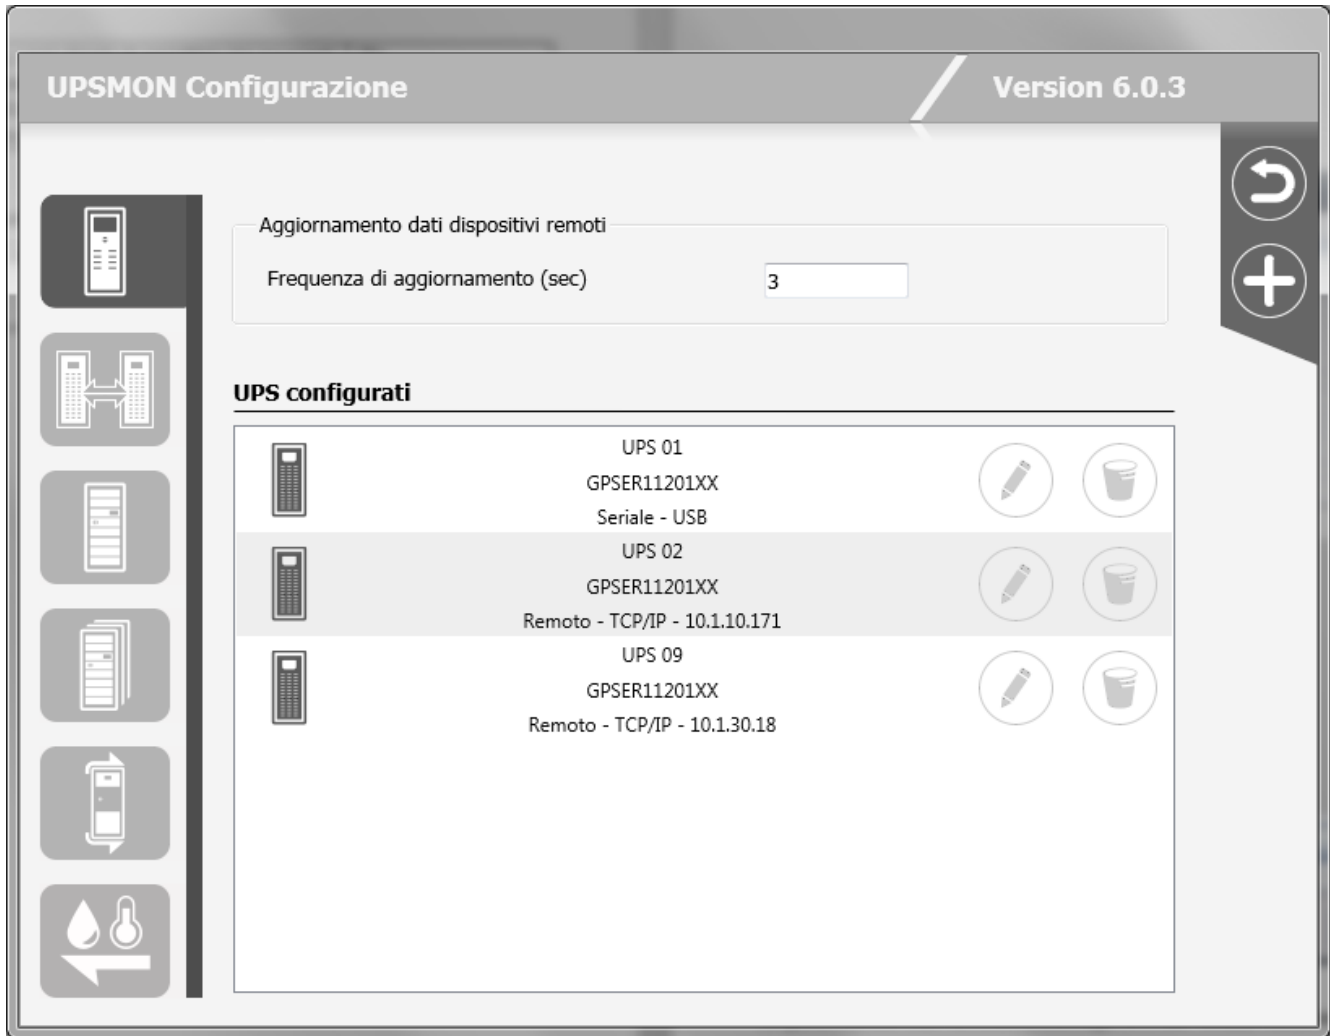 UPSMON Configurazione
Version 6.0.3
Aggiornamento dati dispositivi remoti
Frequenza di aggiornamento (sec)
3
UPS configurati
UPS 01
GPSER11201XX
Seriale - USB
UPS 02
GPSER11201XX
Remoto - TCP/IP - 10.1.10.171
UPS 09
GPSER11201XX
Remoto - TCP/IP - 10.1.30.18